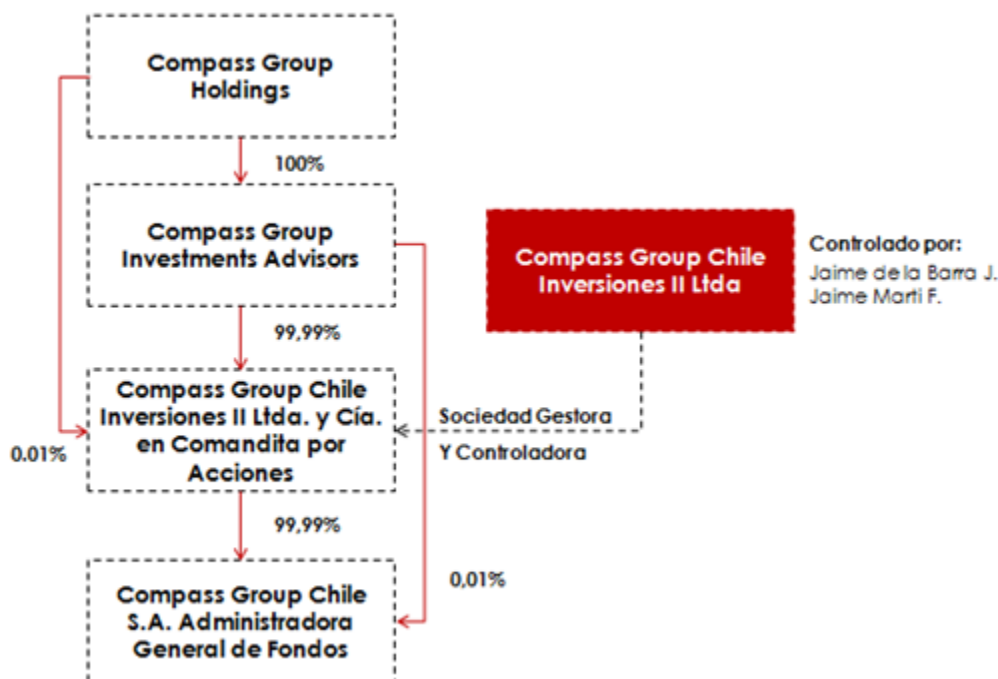 Compass Group
Holdings
100%
Compass Group
Investments Advisors
Compass Group Chile
Inversiones II Ltda
Controlado por:
Jaime de la Barra J.
Jaime Marti F.
99,99%
Compass Group Chile
Inversiones II Ltda. y Cía.
en Comandita por
Acciones
0.01%
Sociedad Gestora
Y Controladora
99,99%
0,01%
Compass Group Chile
S.A. Administradora
General de Fondos